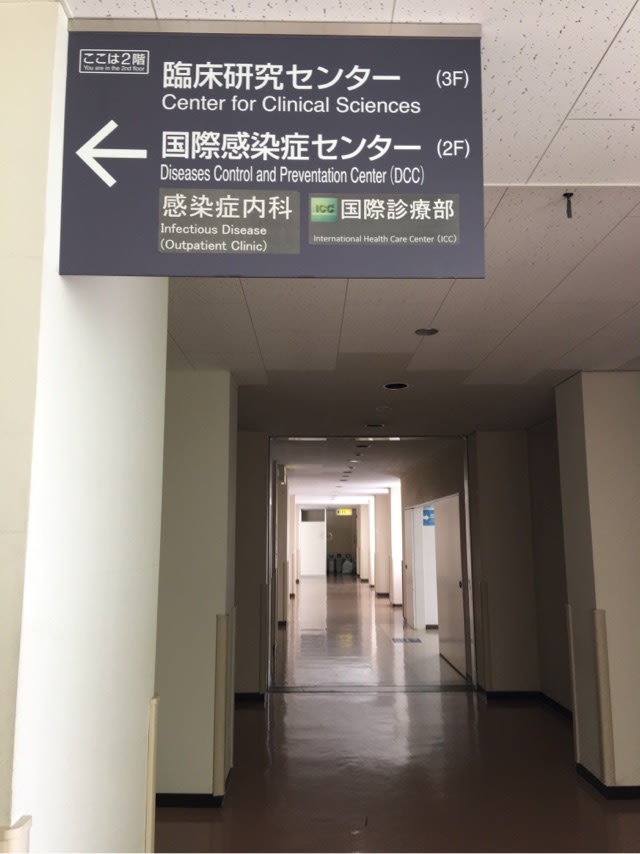 ここは2階
You are in the 2nd floor
臨床研究センター (3F)
Center for Clinical Sciences
国際感染症センター (2F)
Diseases Control and Preventation Center (DCC)
感染症内科
Infectious Disease
(Outpatient Clinic)
ICC 国際診療部
International Health Care Center (ICC)